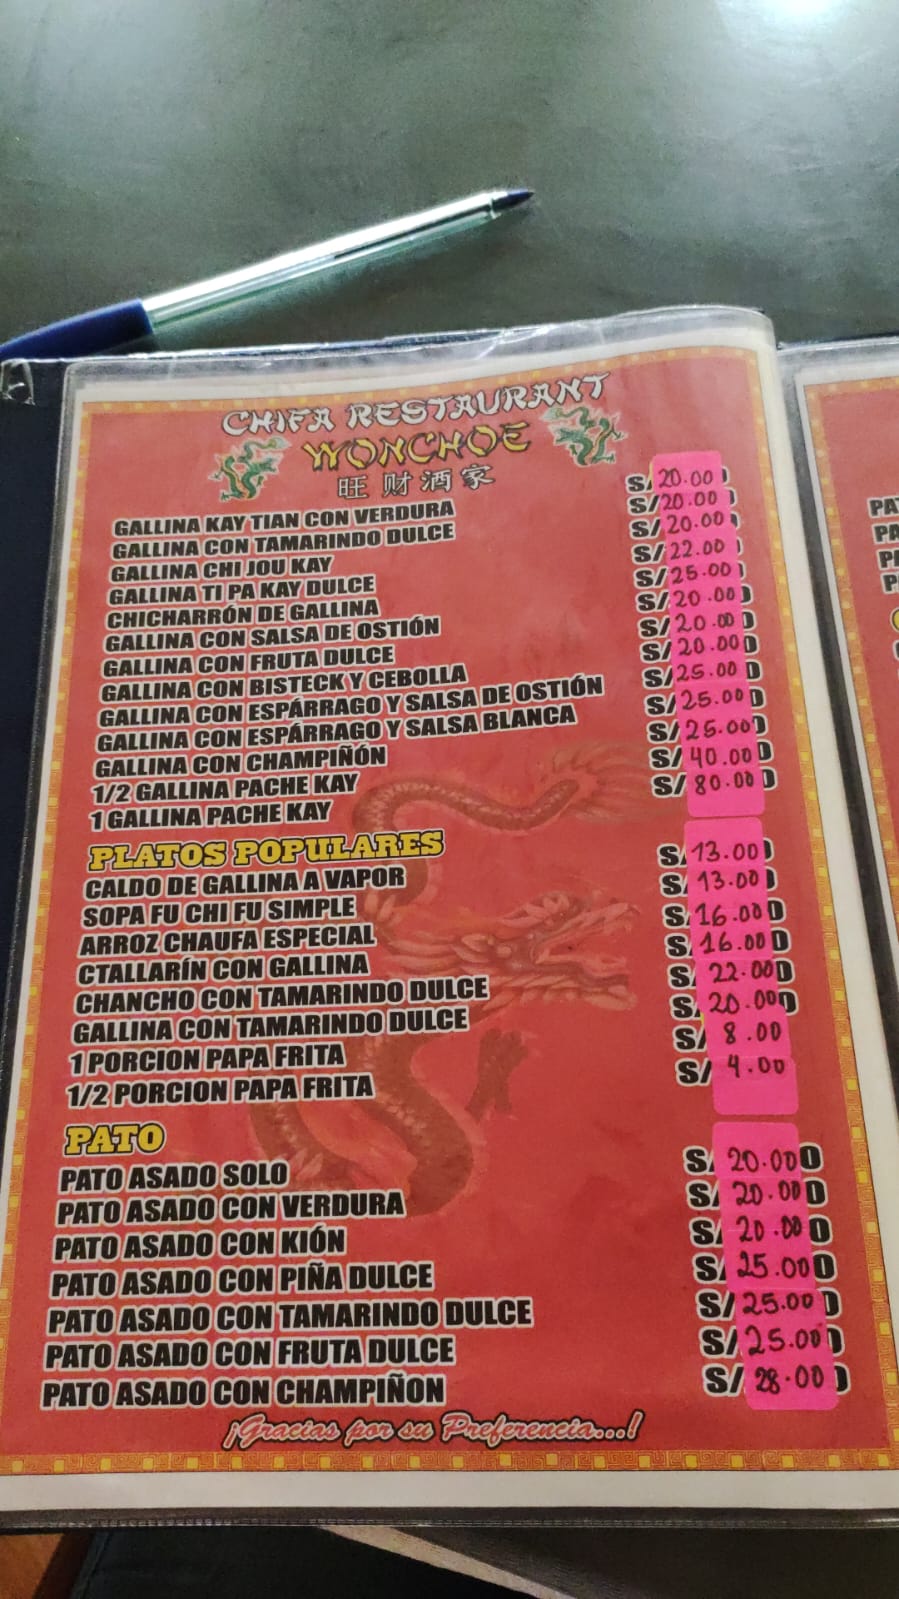 CHIFA RESTAURANT
WONCHOE
旺财酒家
GALLINA KAY TIAN CON VERDURA S/ 20.00
GALLINA CON TAMARINDO DULCE S/ 20.00
GALLINA CHI JOU KAY S/ 20.00
GALLINA TI PA KAY DULCE S/ 22.00
CHICHARRÓN DE GALLINA S/ 25.00
GALLINA CON SALSA DE OSTIÓN S/ 20.00
GALLINA CON FRUTA DULCE S/ 20.00
GALLINA CON BISTECK Y CEBOLLA S/ 20.00
GALLINA CON ESPÁRRAGO Y SALSA DE OSTIÓN S/ 25.00
GALLINA CON ESPÁRRAGO Y SALSA BLANCA S/ 25.00
GALLINA CON CHAMPIÑÓN S/ 25.00
1/2 GALLINA PACHE KAY S/ 40.00
1 GALLINA PACHE KAY S/ 80.00
PLATOS POPULARES
CALDO DE GALLINA A VAPOR S/ 13.00
SOPA FU CHI FU SIMPLE S/ 13.00
ARROZ CHAUFA ESPECIAL S/ 16.00
CTALLARÍN CON GALLINA S/ 16.00
CHANCHO CON TAMARINDO DULCE S/ 22.00
GALLINA CON TAMARINDO DULCE S/ 20.00
1 PORCION PAPA FRITA S/ 8.00
1/2 PORCION PAPA FRITA S/ 4.00
PATO
PATO ASADO SOLO S/ 20.00
PATO ASADO CON VERDURA S/ 20.00
PATO ASADO CON KIÓN S/ 20.00
PATO ASADO CON PIÑA DULCE S/ 25.00
PATO ASADO CON TAMARINDO DULCE S/ 25.00
PATO ASADO CON FRUTA DULCE S/ 25.00
PATO ASADO CON CHAMPIÑON S/ 28.00
¡Gracias por su Preferencia...!